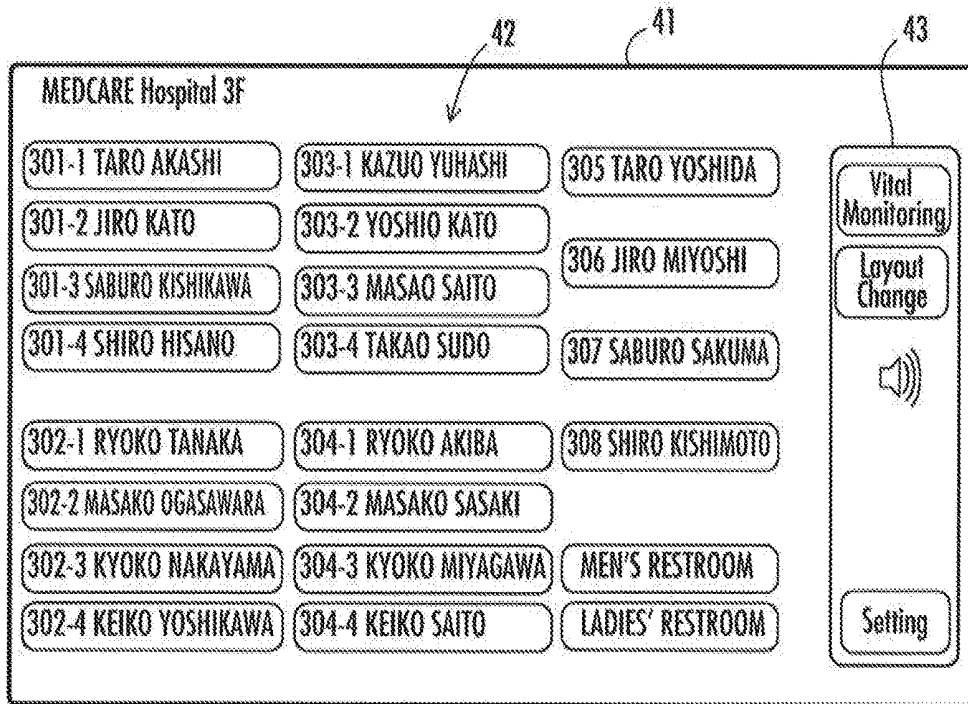 42
41
43
MEDCARE Hospital 3F
301-1 TARO AKASHI
301-2 JIRO KATO
301-3 SABURO KISHIKAWA
301-4 SHIRO HISANO
302-1 RYOKO TANAKA
302-2 MASAKO OGASAWARA
302-3 KYOKO NAKAYAMA
302-4 KEIKO YOSHIKAWA
303-1 KAZUO YUHASHI
303-2 YOSHIO KATO
303-3 MASAO SAITO
303-4 TAKAO SUDO
304-1 RYOKO AKIBA
304-2 MASAKO SASAKI
304-3 KYOKO MIYAGAWA
304-4 KEIKO SAITO
305 TARO YOSHIDA
306 JIRO MIYOSHI
307 SABURO SAKUMA
308 SHIRO KISHIMOTO
MEN'S RESTROOM
LADIES' RESTROOM
Vital
Monitoring
Layout
Change
Setting